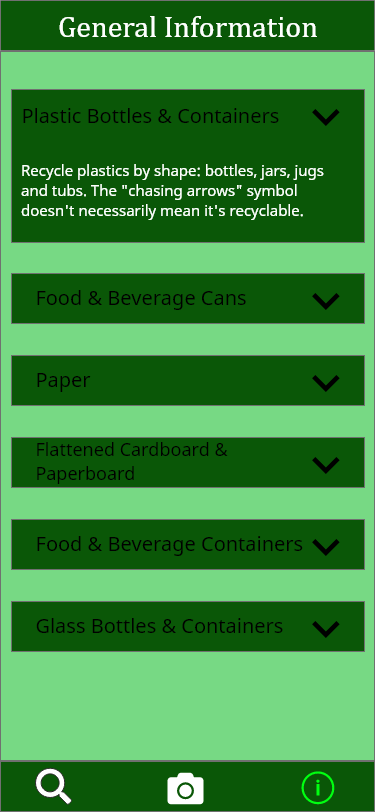 General Information
Plastic Bottles & Containers
Recycle plastics by shape: bottles, jars, jugs
and tubs. The "chasing arrows" symbol
doesn't necessarily mean it's recyclable.
Food & Beverage Cans
Paper
Flattened Cardboard &
Paperboard
Food & Beverage Containers
Glass Bottles & Containers